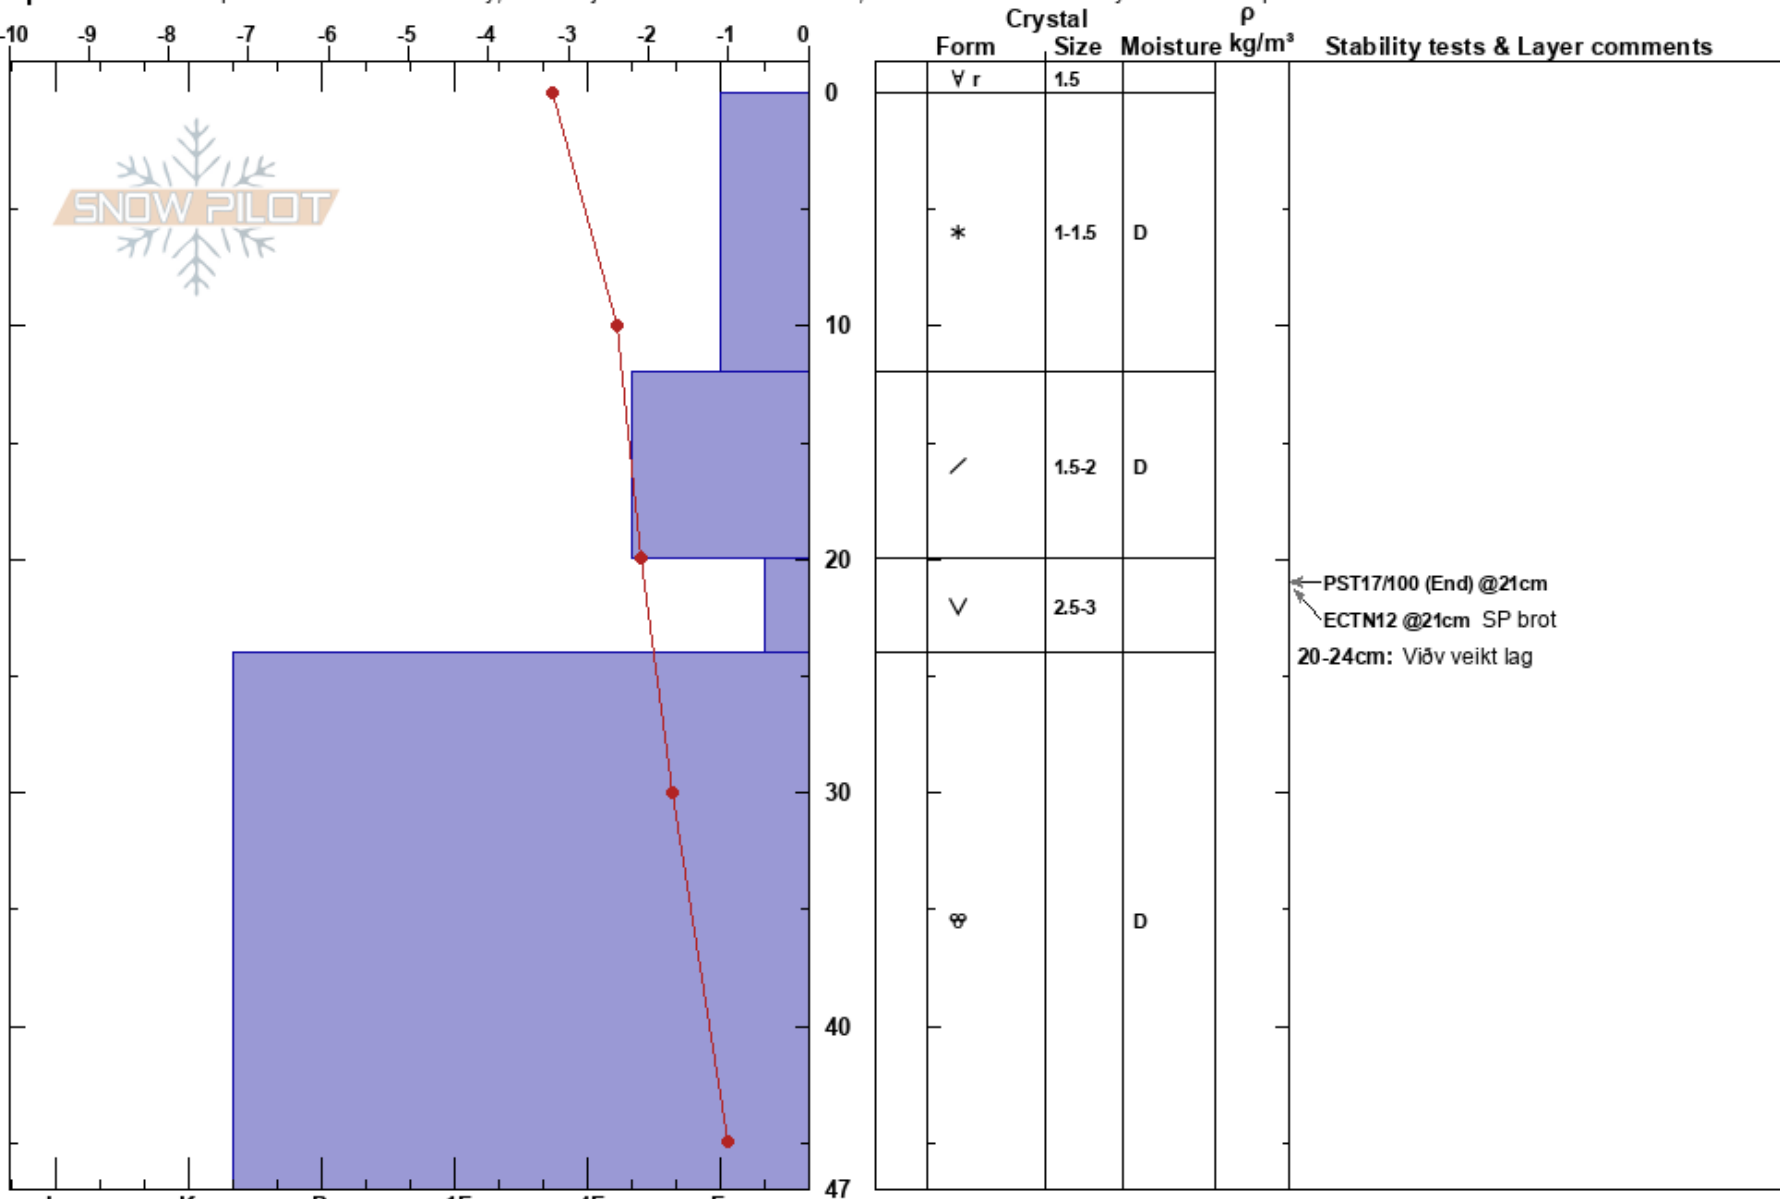 Crystal ρ
-10 -9 -8 -7 -6 -5 -4 -3 -2 -1 0
Form Size Moisture kg/m³ Stability tests & Layer comments
r 1.5
0
SNOW PILOT
* 1-1.5 D
10
/ 1.5-2 D
20
PST17/100 (End) @21cm
V 2.5-3
ECTN12 @21cm SP brot
20-24cm: Viðv veikt lag
30
D
40
47